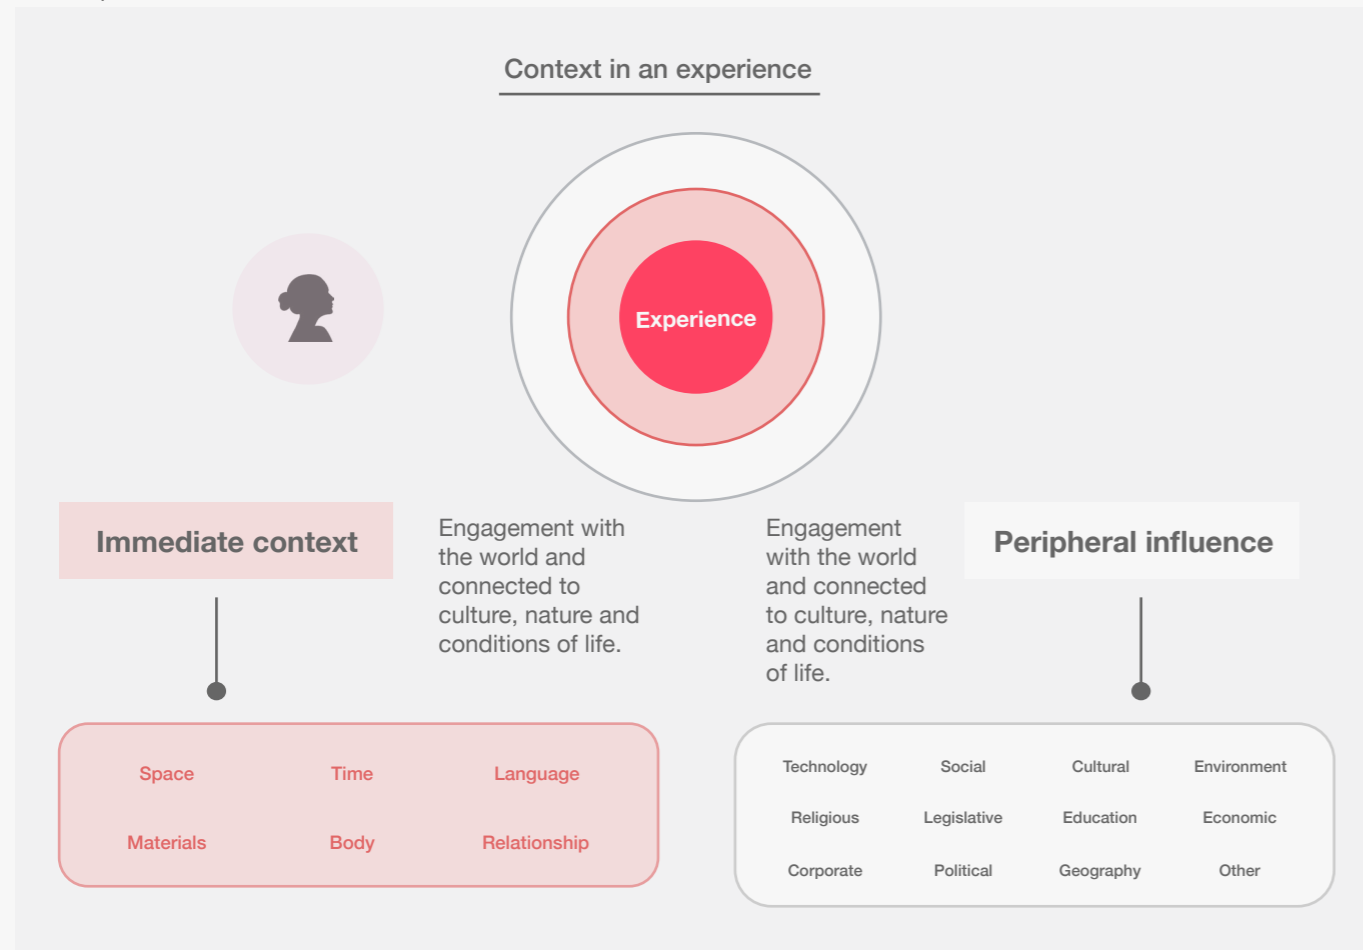 Context in an experience
Experience
Immediate context
Engagement with
the world and
connected to
culture, nature and
conditions of life.
Engagement
with the world
and connected
to culture, nature
and conditions
of life.
Peripheral influence
Space Time Language
Materials Body Relationship
Technology Social Cultural Environment
Religious Legislative Education Economic
Corporate Political Geography Other